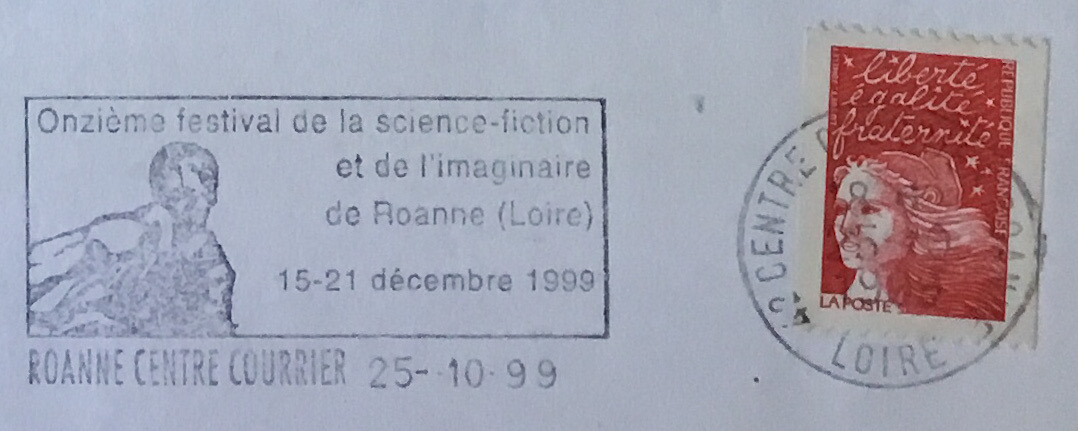 Onzième festival de la science-fiction
et de l'imaginaire
de Roanne (Loire)
15-21 décembre 1999
ROANNE CENTRE COURRIER 25-10-99
liberté
égalité
fraternité
RÉPUBLIQUE FRANÇAISE
LA POSTE
CENTRE
LOIRE